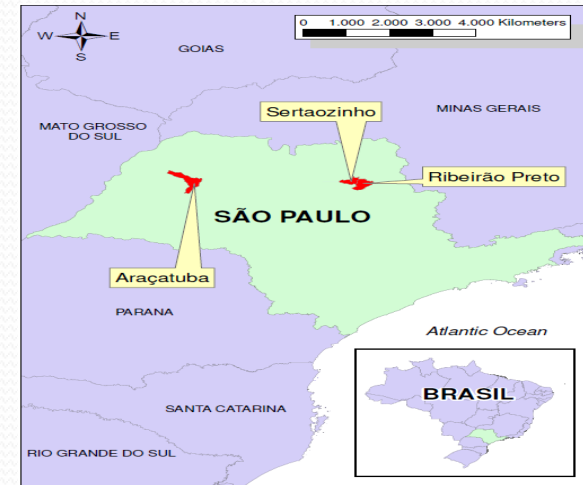 N
W E
S
0 1.000 2.000 3.000 4.000 Kilometers
GOIAS
Sertaozinho
MINAS GERAIS
MATO GROSSO
DO SUL
Ribeirão Preto
SÃO PAULO
Araçatuba
PARANA
Atlantic Ocean
BRASIL
SANTA CATARINA
RIO GRANDE DO SUL